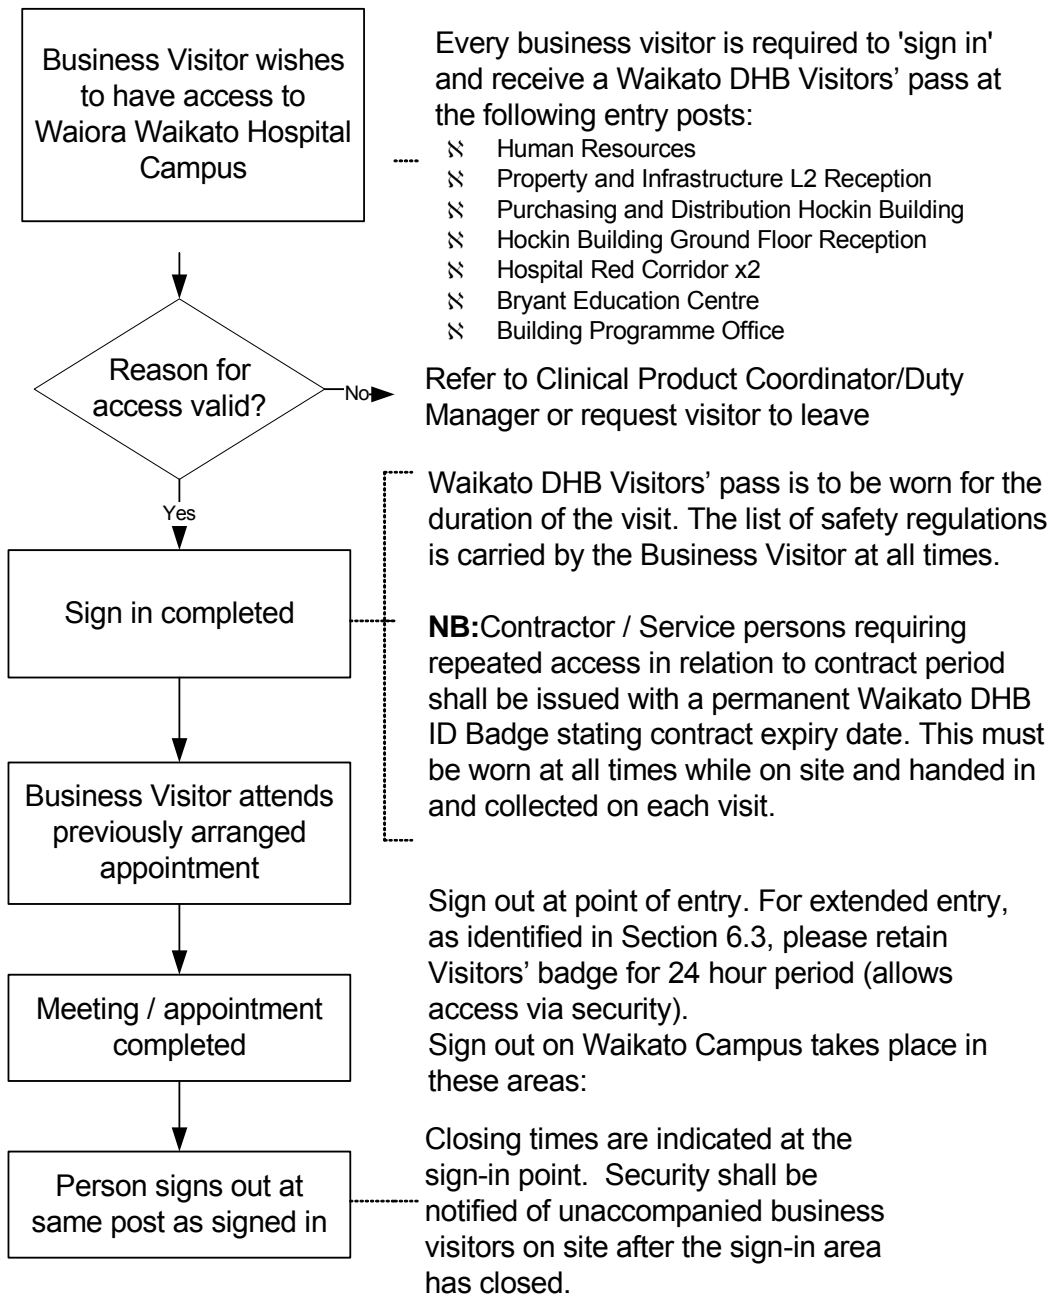 Business Visitor wishes
to have access to
Waiora Waikato Hospital
Campus
Every business visitor is required to 'sign in'
and receive a Waikato DHB Visitors’ pass at
the following entry posts:
ℵ Human Resources
ℵ Property and Infrastructure L2 Reception
ℵ Purchasing and Distribution Hockin Building
ℵ Hockin Building Ground Floor Reception
ℵ Hospital Red Corridor x2
ℵ Bryant Education Centre
ℵ Building Programme Office
Reason for
access valid?
No
Refer to Clinical Product Coordinator/Duty
Manager or request visitor to leave
Yes
Sign in completed
Waikato DHB Visitors’ pass is to be worn for the
duration of the visit. The list of safety regulations
is carried by the Business Visitor at all times.
NB:Contractor / Service persons requiring
repeated access in relation to contract period
shall be issued with a permanent Waikato DHB
ID Badge stating contract expiry date. This must
be worn at all times while on site and handed in
and collected on each visit.
Business Visitor attends
previously arranged
appointment
Meeting / appointment
completed
Sign out at point of entry. For extended entry,
as identified in Section 6.3, please retain
Visitors’ badge for 24 hour period (allows
access via security).
Sign out on Waikato Campus takes place in
these areas:
Person signs out at
same post as signed in
Closing times are indicated at the
sign-in point.  Security shall be
notified of unaccompanied business
visitors on site after the sign-in area
has closed.